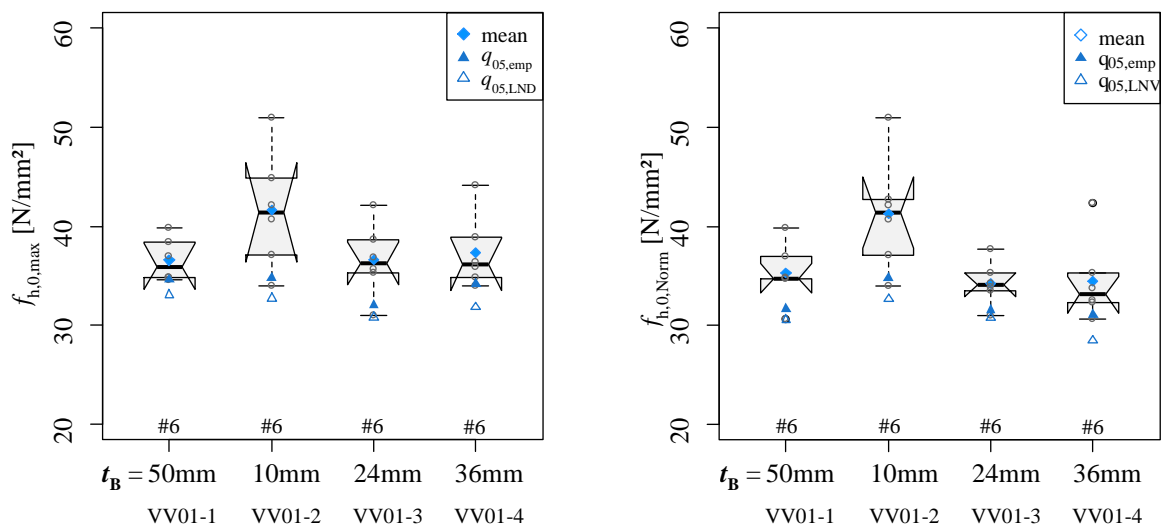 60
50
40
30
20
f h,0,max [N/mm²]
mean
q05,emp
q05,LND
#6 #6 #6 #6
tB = 50mm 10mm 24mm 36mm
VV01-1 VV01-2 VV01-3 VV01-4
60
50
40
30
20
f h,0,Norm [N/mm²]
mean
q05,emp
q05,LNV
#6 #6 #6 #6
tB = 50mm 10mm 24mm 36mm
VV01-1 VV01-2 VV01-3 VV01-4